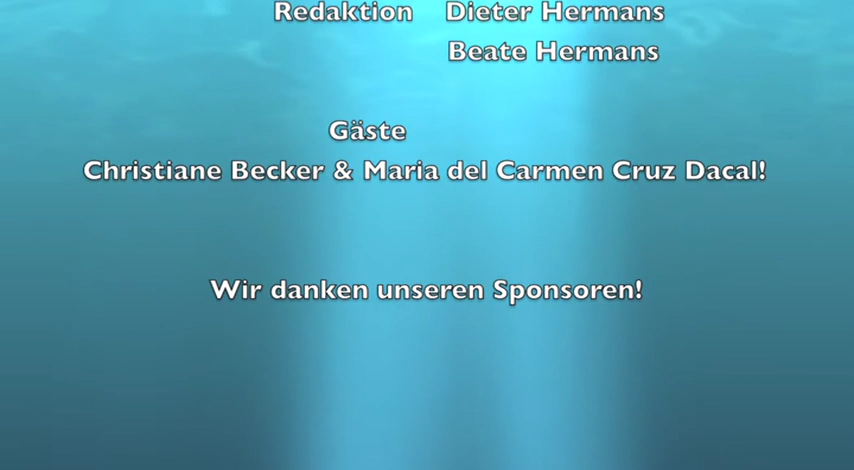 Redaktion Dieter Hermans
Beate Hermans
Gäste
Christiane Becker & Maria del Carmen Cruz Dacal!
Wir danken unseren Sponsoren!